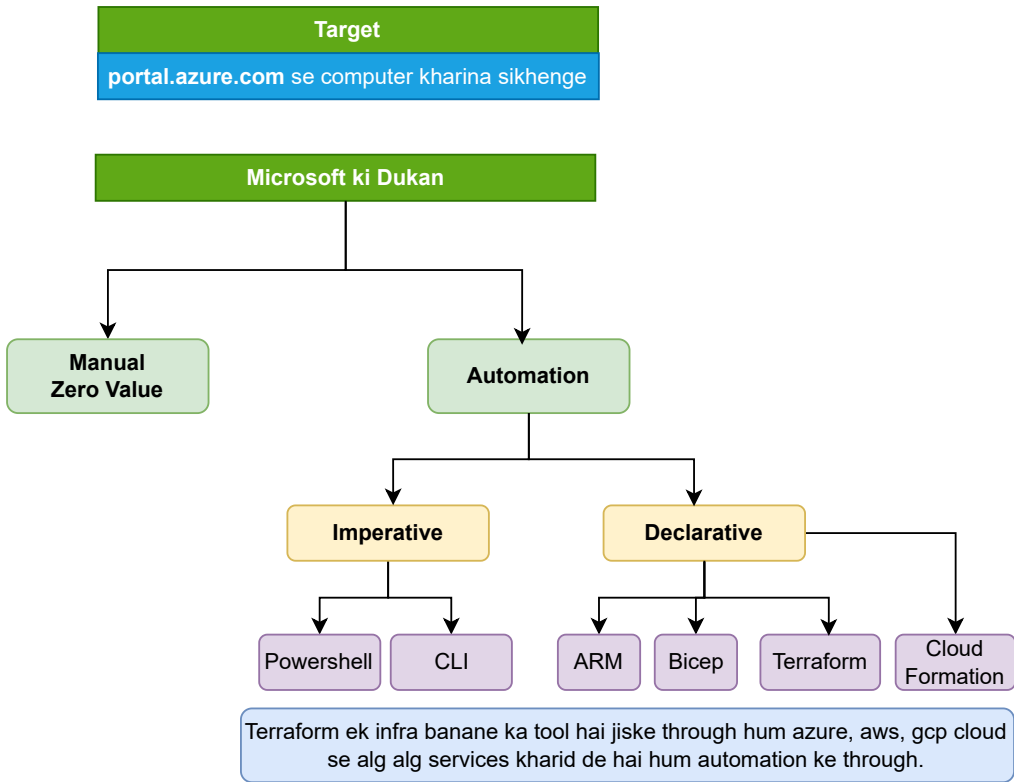 Target
portal.azure.com se computer kharina sikhenge
Microsoft ki Dukan
Manual
Zero Value
Automation
Imperative
Declarative
Powershell
CLI
ARM
Bicep
Terraform
Cloud
Formation
Terraform ek infra banane ka tool hai jiske through hum azure, aws, gcp cloud
se alg alg services kharid de hai hum automation ke through.